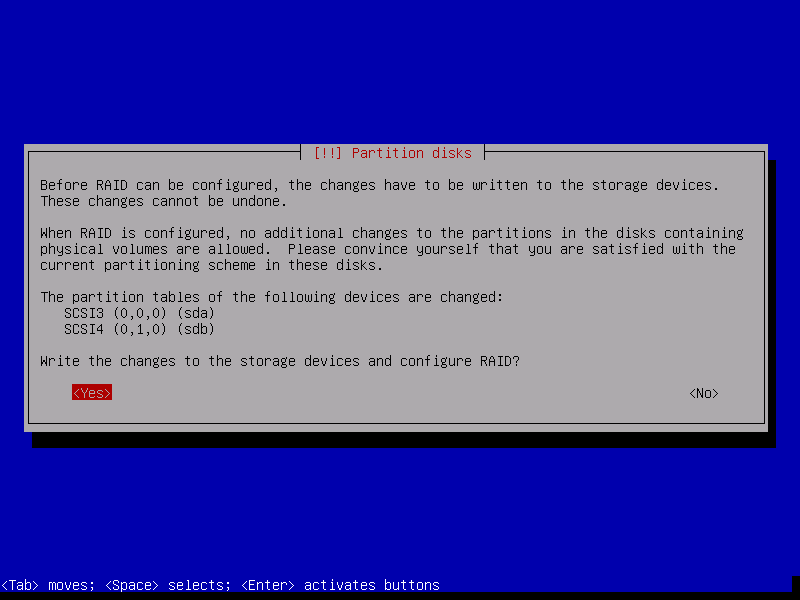 [!!] Partition disks
Before RAID can be configured, the changes have to be written to the storage devices.
These changes cannot be undone.
When RAID is configured, no additional changes to the partitions in the disks containing
physical volumes are allowed.  Please convince yourself that you are satisfied with the
current partitioning scheme in these disks.
The partition tables of the following devices are changed:
SCSI3 (0,0,0) (sda)
SCSI4 (0,1,0) (sdb)
Write the changes to the storage devices and configure RAID?
<Yes> <No>
<Tab> moves; <Space> selects; <Enter> activates buttons